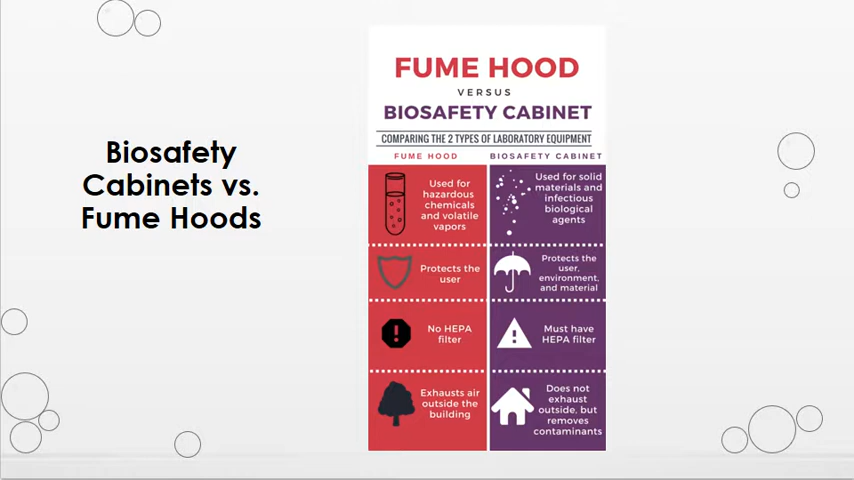 Biosafety
Cabinets vs.
Fume Hoods
FUME HOOD
VERSUS
BIOSAFETY CABINET
COMPARING THE 2 TYPES OF LABORATORY EQUIPMENT
FUME HOOD
BIOSAFETY CABINET
Used for
hazardous
chemicals
and volatile
vapors
Used for solid
materials and
infectious
biological
agents
Protects the
user
Protects the
user,
environment,
and material
No HEPA
filter
Must have
HEPA filter
Exhausts air
outside the
building
Does not
exhaust
outside, but
removes
contaminants